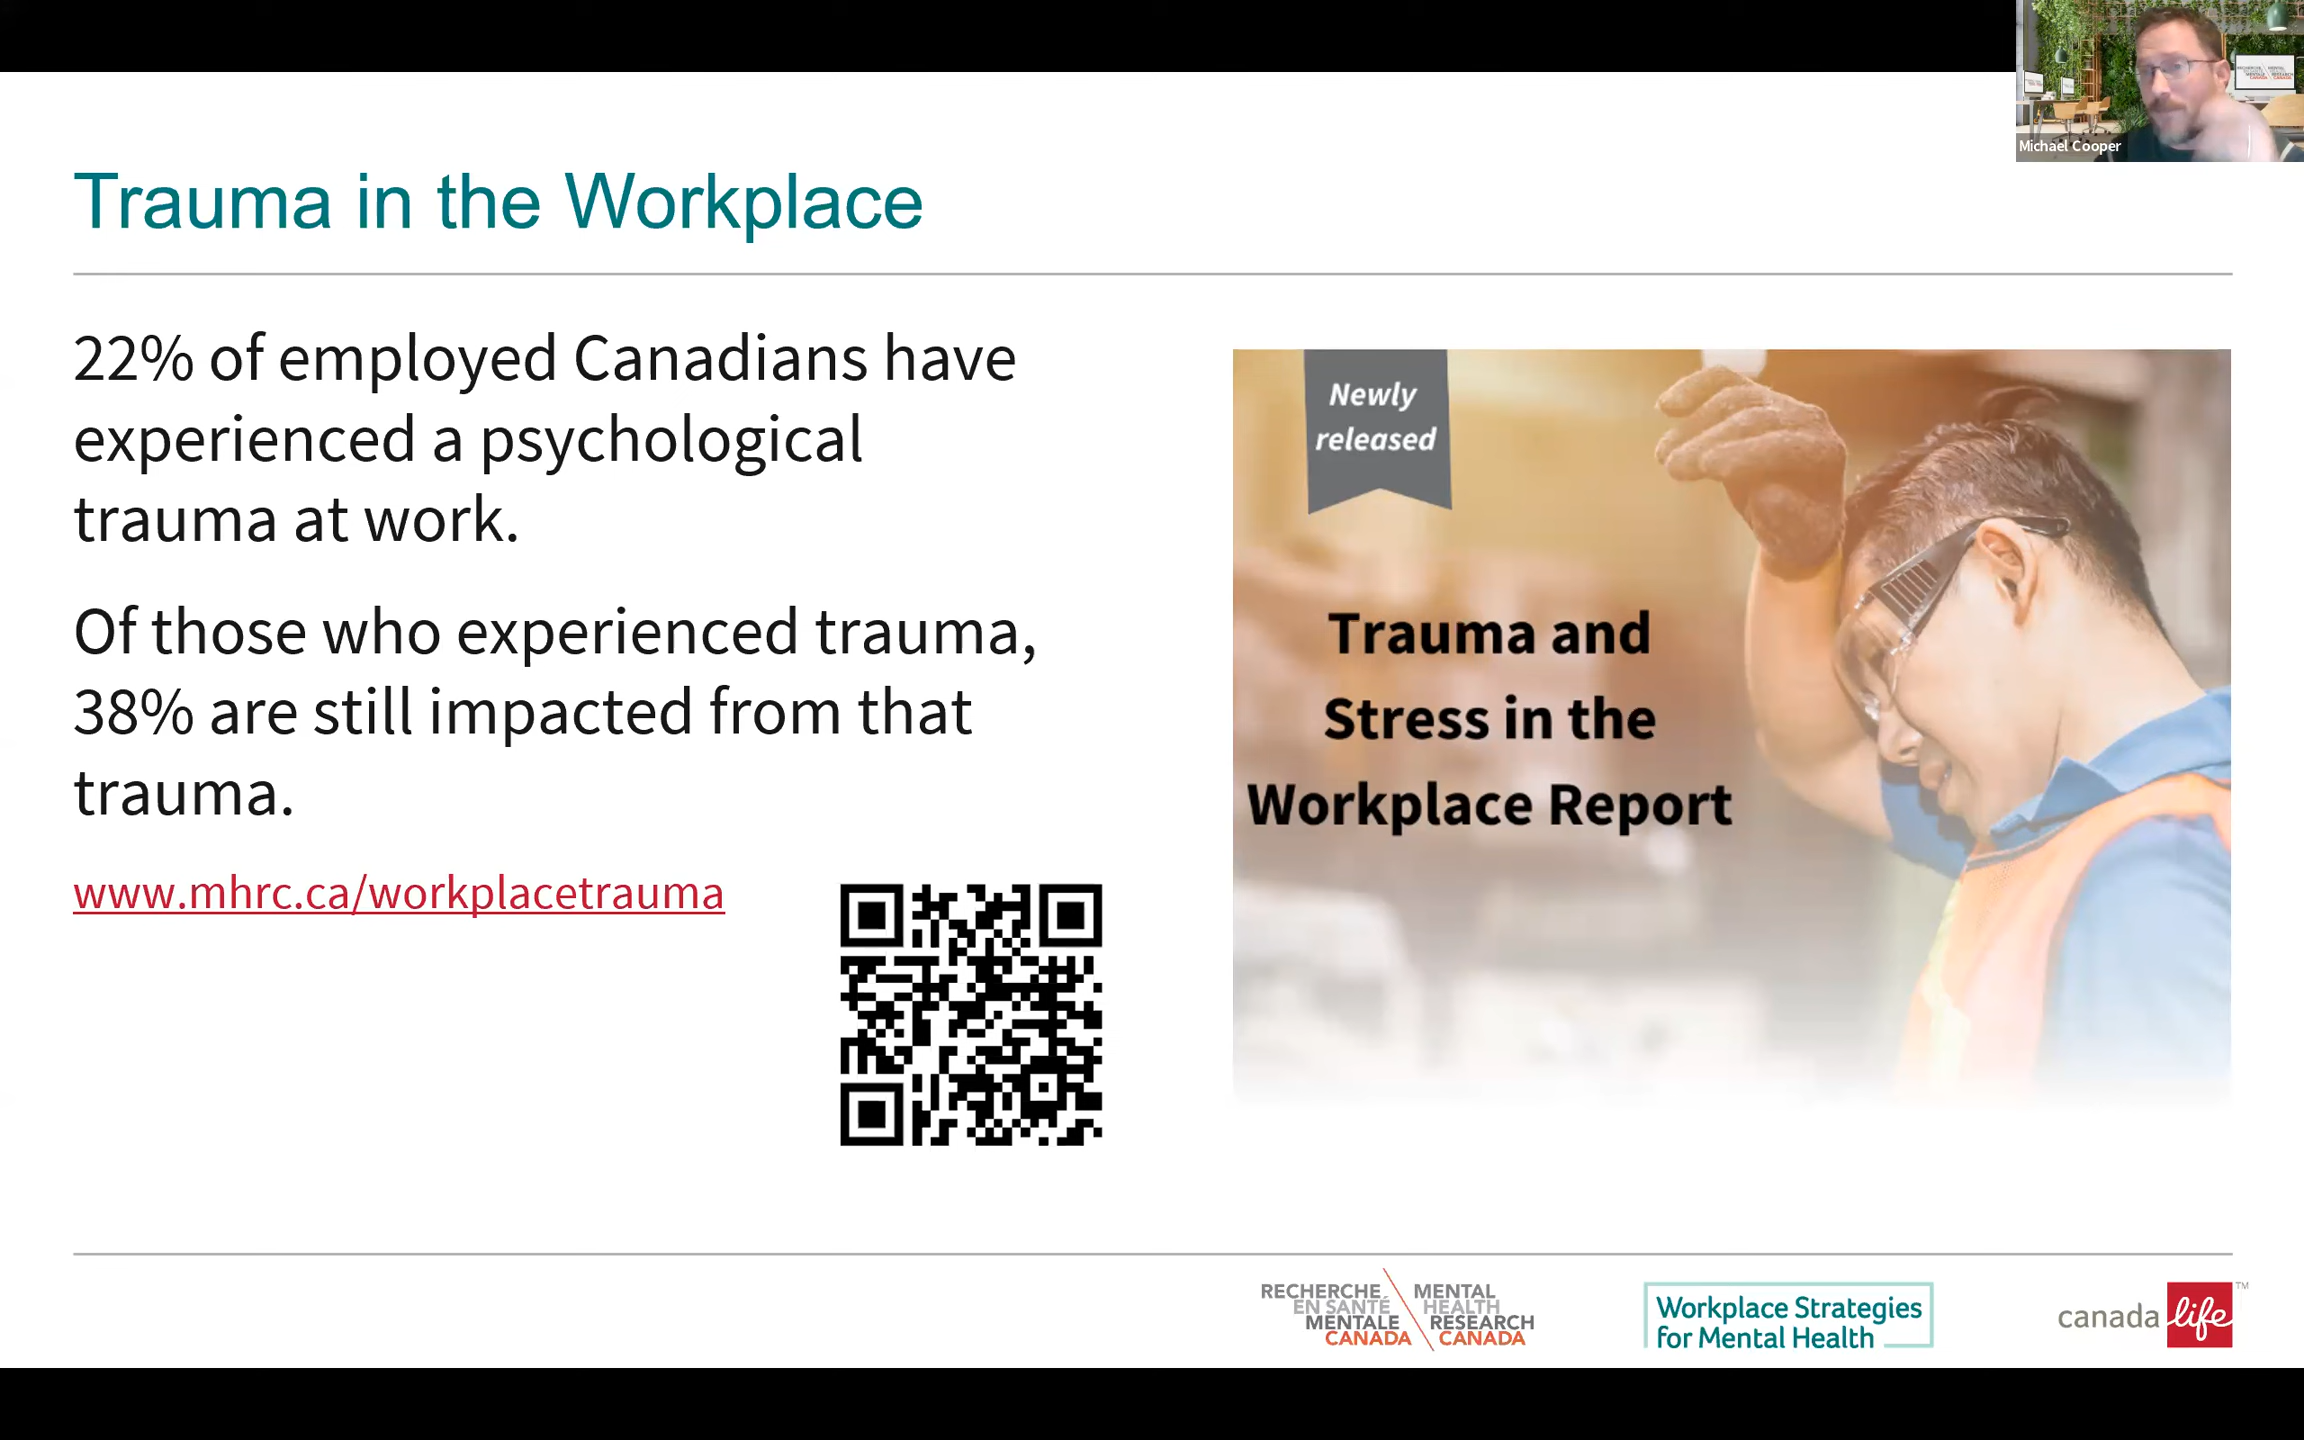 Michael Cooper
Trauma in the Workplace
22% of employed Canadians have
experienced a psychological
trauma at work.
Of those who experienced trauma,
38% are still impacted from that
trauma.
www.mhrc.ca/workplacetrauma
Newly
released
Trauma and
Stress in the
Workplace Report
RECHERCHE
EN SANTÉ
MENTALE
CANADA
MENTAL
HEALTH
RESEARCH
CANADA
Workplace Strategies
for Mental Health
canada life™